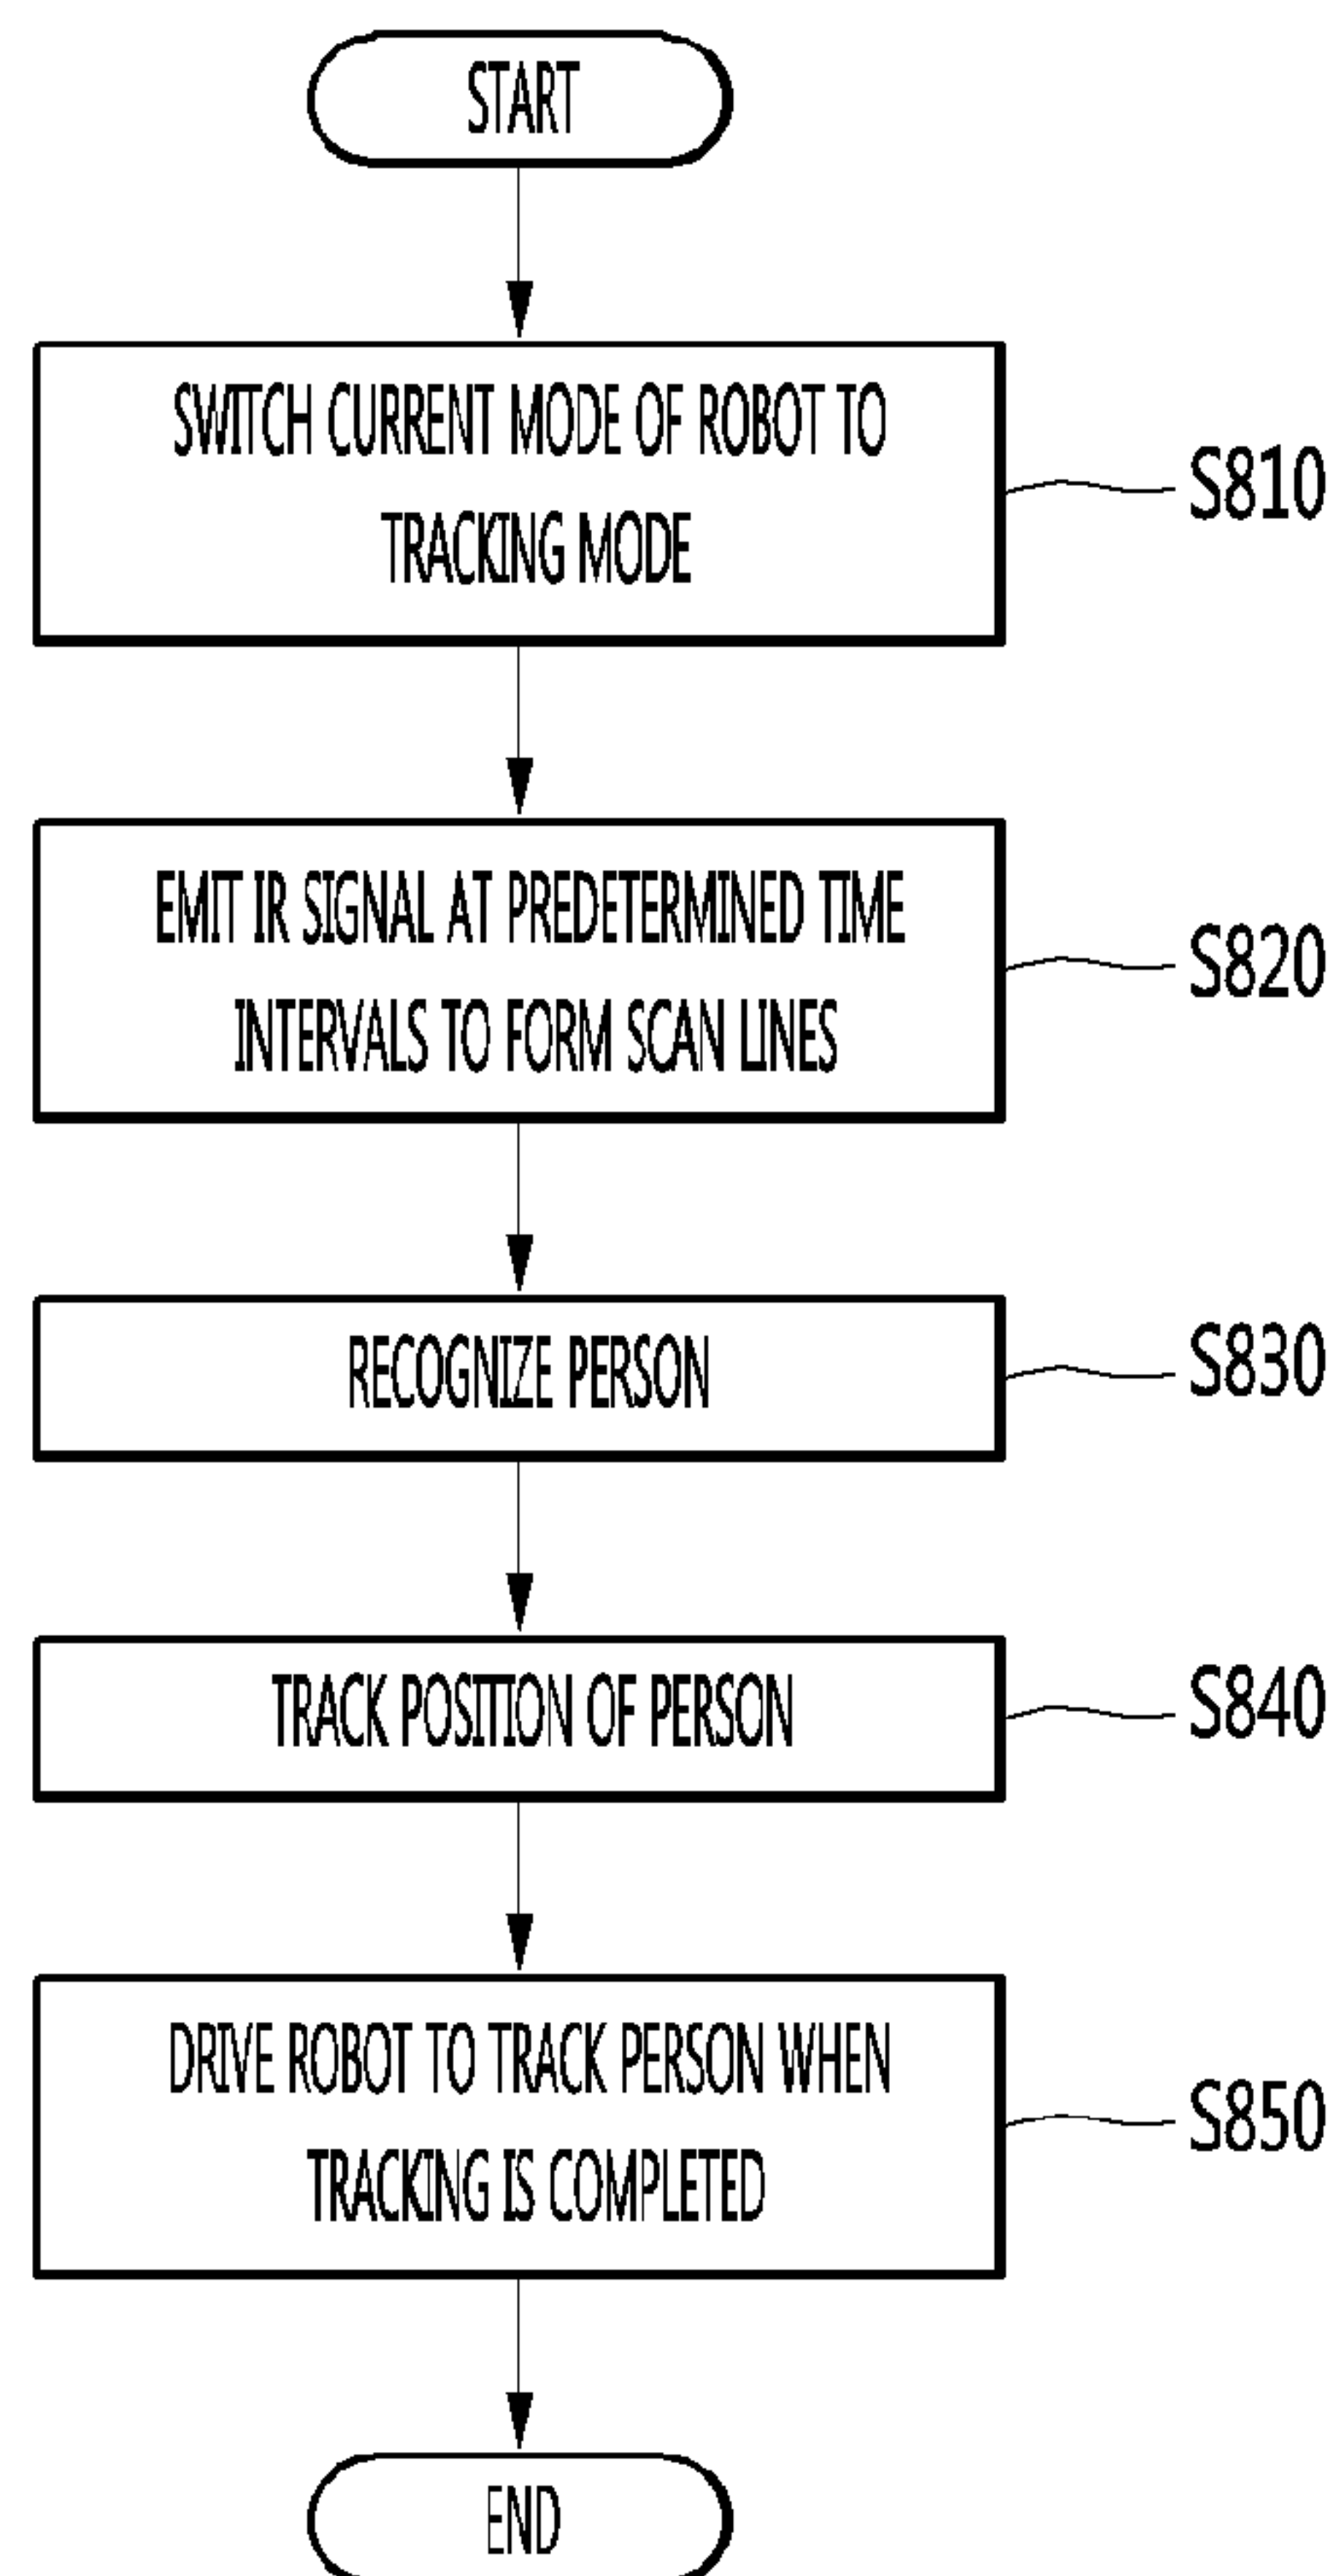 START
SWITCH CURRENT MODE OF ROBOT TO
TRACKING MODE
S810
EMIT IR SIGNAL AT PREDETERMINED TIME
INTERVALS TO FORM SCAN LINES
S820
RECOGNIZE PERSON
S830
TRACK POSITION OF PERSON
S840
DRIVE ROBOT TO TRACK PERSON WHEN
TRACKING IS COMPLETED
S850
END